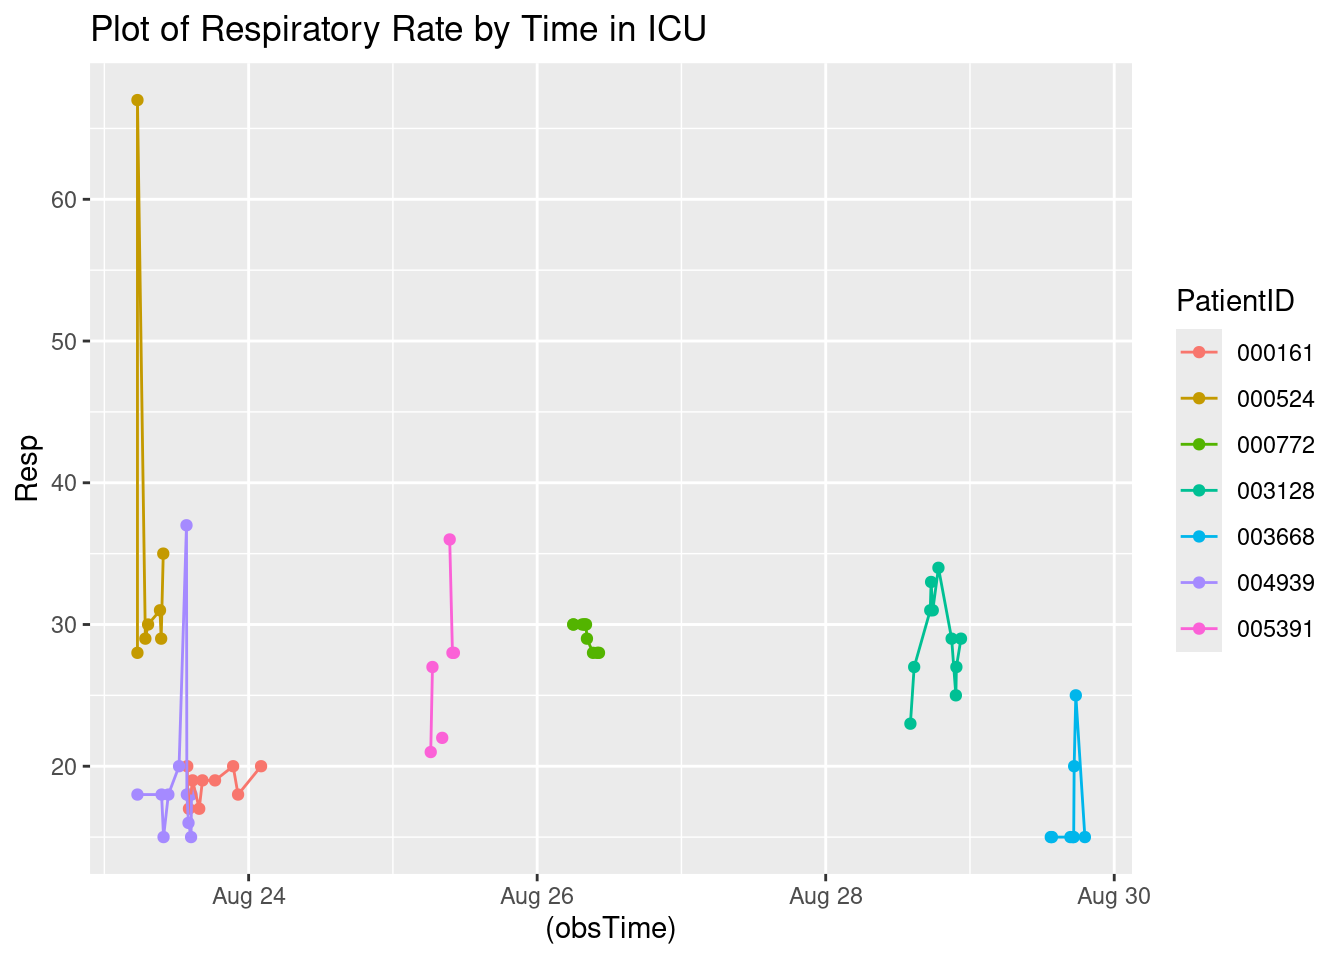 Plot of Respiratory Rate by Time in ICU
Resp
60
50
40
30
20
Aug 24
Aug 26
Aug 28
Aug 30
(obsTime)
PatientID
000161
000524
000772
003128
003668
004939
005391